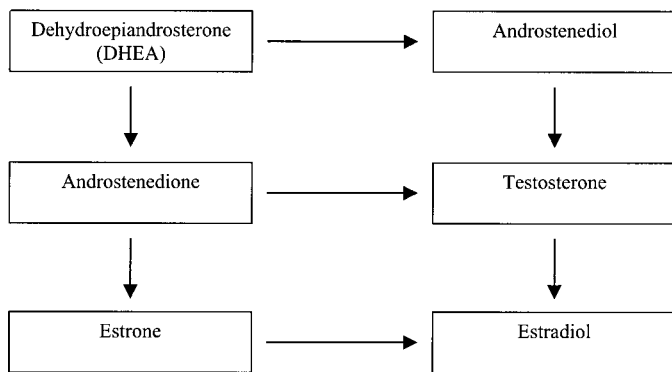 Dehydroepiandrosterone
(DHEA)
Androstenediol
Androstenedione
Testosterone
Estrone
Estradiol